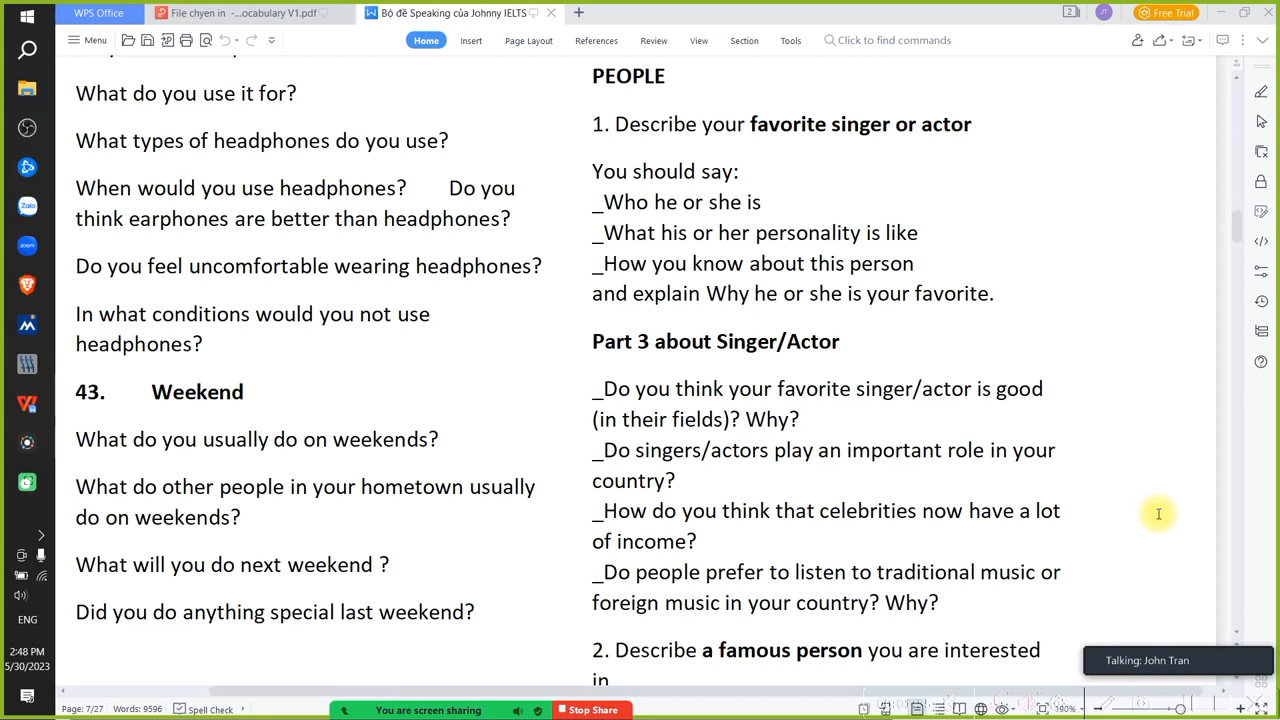 WPS Office
File chyen in -...ocabulary V1.pdf
Bộ đề Speaking của Johnny IELTS
2
JT
Free Trial
Menu
Home
Insert
Page Layout
References
Review
View
Section
Tools
Click to find commands
What do you use it for?
What types of headphones do you use?
When would you use headphones? Do you
think earphones are better than headphones?
Do you feel uncomfortable wearing headphones?
In what conditions would you not use
headphones?
43. Weekend
What do you usually do on weekends?
What do other people in your hometown usually
do on weekends?
What will you do next weekend ?
Did you do anything special last weekend?
PEOPLE
1. Describe your favorite singer or actor
You should say:
_Who he or she is
_What his or her personality is like
_How you know about this person
and explain Why he or she is your favorite.
Part 3 about Singer/Actor
_Do you think your favorite singer/actor is good
(in their fields)? Why?
_Do singers/actors play an important role in your
country?
_How do you think that celebrities now have a lot
of income?
_Do people prefer to listen to traditional music or
foreign music in your country? Why?
2. Describe a famous person you are interested
in
Talking: John Tran
Zalo
zoom
ENG
2:48 PM
5/30/2023
Page: 7/27
Words: 9596
Spell Check
You are screen sharing
Stop Share
190%